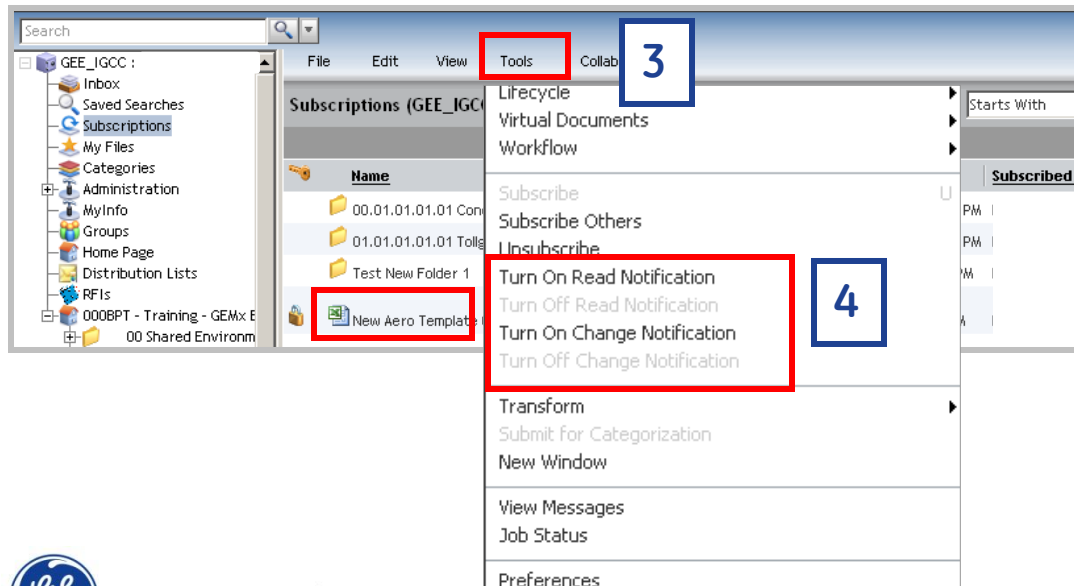 Search
GEE_IGCC :
Inbox
Saved Searches
Subscriptions
My Files
Categories
Administration
MyInfo
Groups
Home Page
Distribution Lists
RFIs
000BPT - Training - GEMx E
00 Shared Environm
File Edit View Tools Collab
3
Subscriptions (GEE_IGC
Starts With
Name
Subscribed
00.01.01.01.01 Con
PM
01.01.01.01.01 Tollg
PM
Test New Folder 1
New Aero Template
Lifecycle
Virtual Documents
Workflow
Subscribe U
Subscribe Others
Unsubscribe
Turn On Read Notification
Turn Off Read Notification
Turn On Change Notification
Turn Off Change Notification
4
Transform
Submit for Categorization
New Window
View Messages
Job Status
Preferences